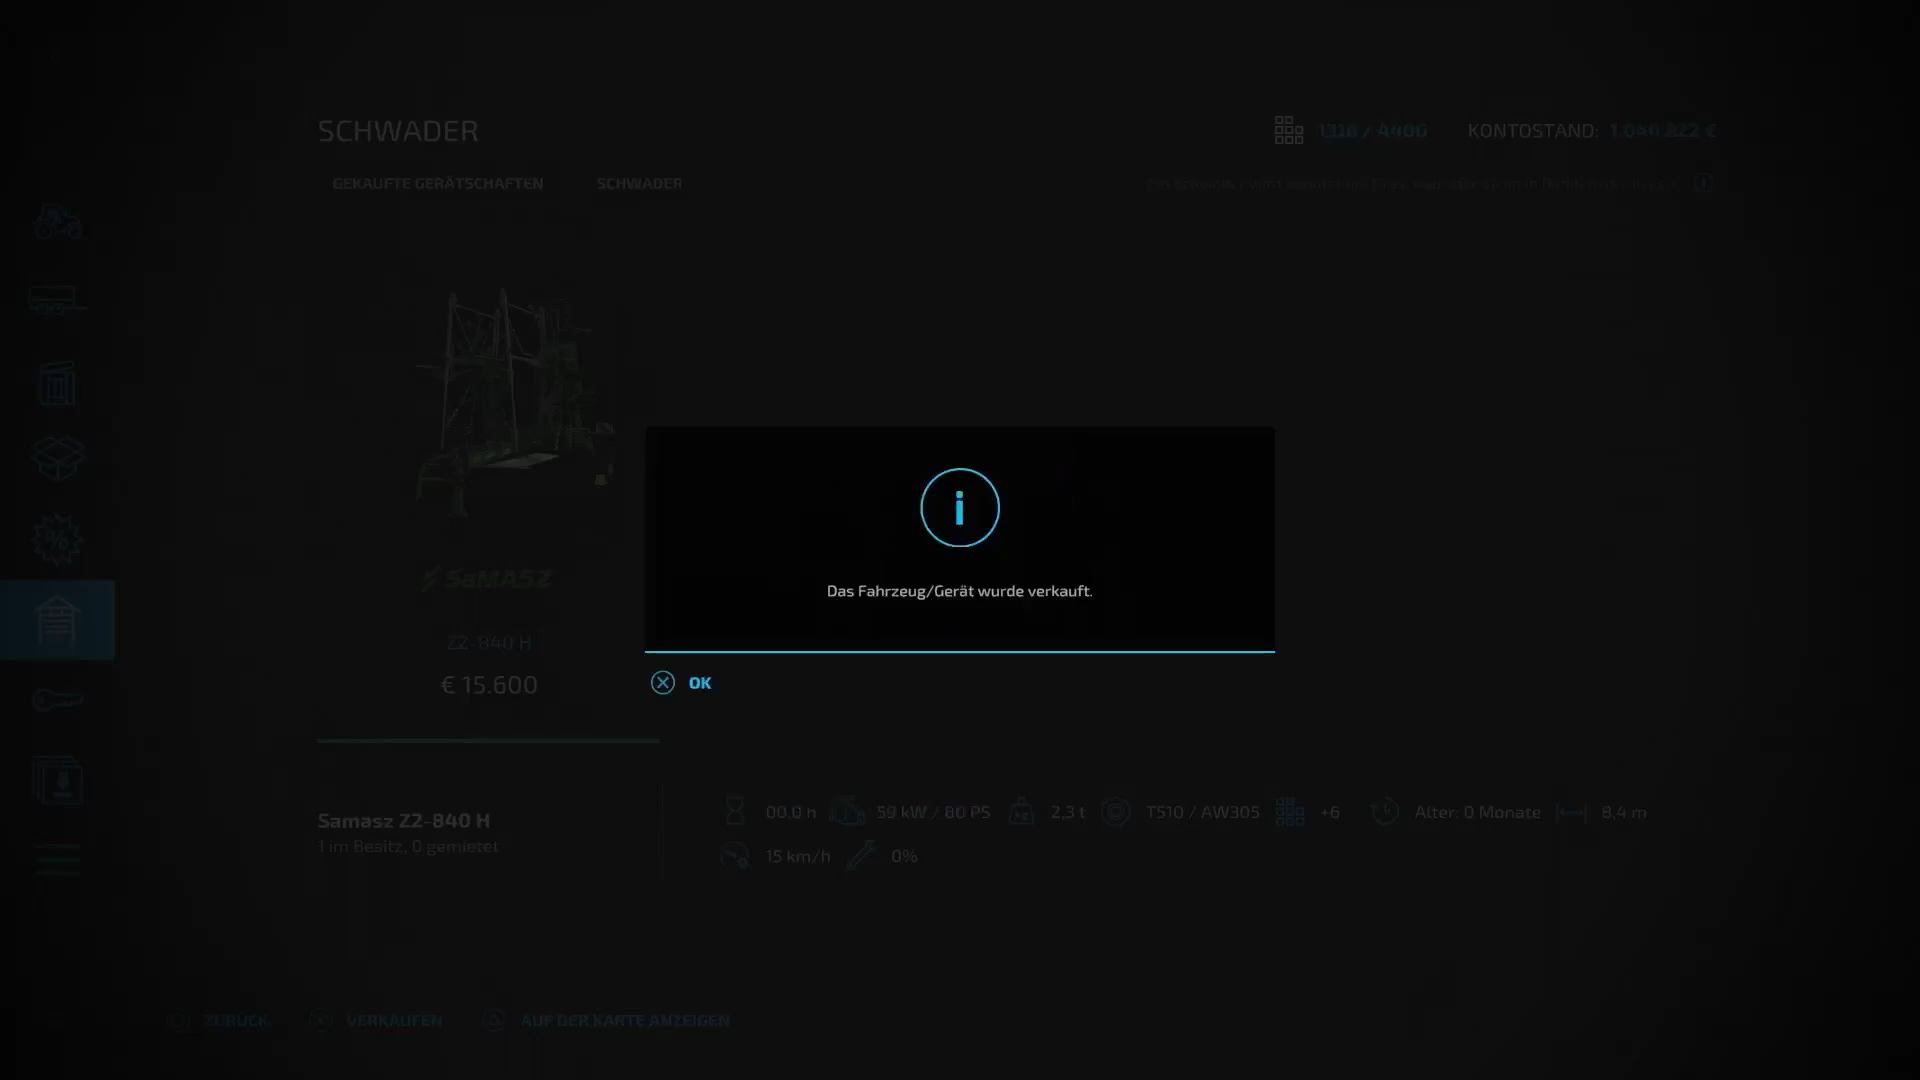 SCHWADER
KONTOSTAND:
GEKAUFTE GERÄTSCHAFTEN SCHWADER
SaMASZ
Z2-840 H
€ 15.600
Das Fahrzeug/Gerät wurde verkauft.
OK
Samasz Z2-840 H
1 im Besitz, 0 gemietet
00.0 h 59 kW / 80 PS 2,3 t T510 / AW305 +6 Alter: 0 Monate 8,4 m
15 km/h 0%
ZURÜCK VERKAUFEN AUF DER KARTE ANZEIGEN